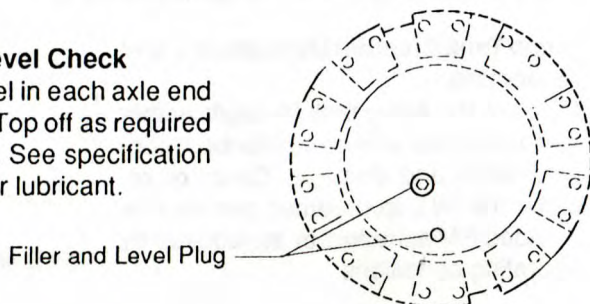 evel Check
el in each axle end
Top off as required
. See specification
r lubricant.
Filler and Level Plug